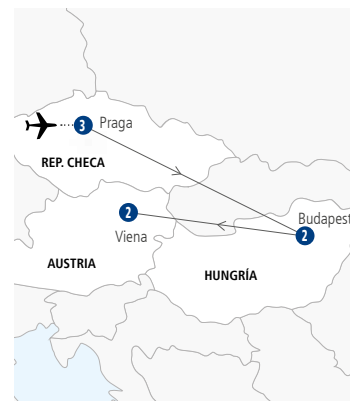 3 Praga
REP. CHECA
2
Viena
Budapest
2
AUSTRIA
HUNGRÍA